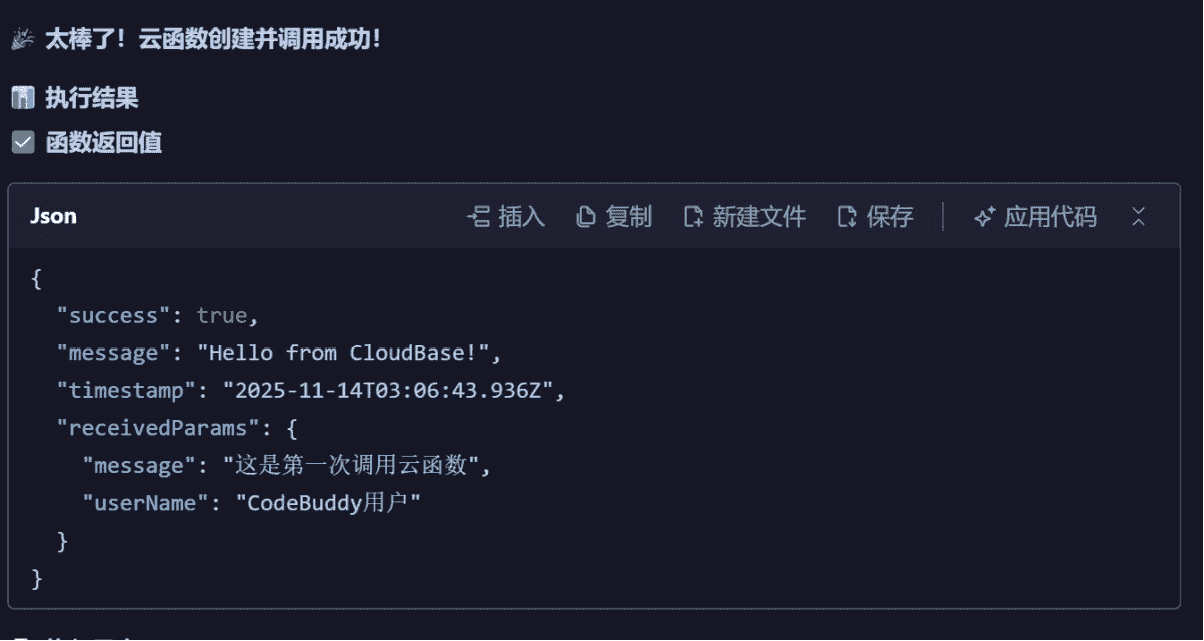 🎉 太棒了！云函数创建并调用成功！
📊 执行结果
✅ 函数返回值
Json 插入 复制 新建文件 保存 应用代码
{
  "success": true,
  "message": "Hello from CloudBase!",
  "timestamp": "2025-11-14T03:06:43.936Z",
  "receivedParams": {
    "message": "这是第一次调用云函数",
    "userName": "CodeBuddy用户"
  }
}